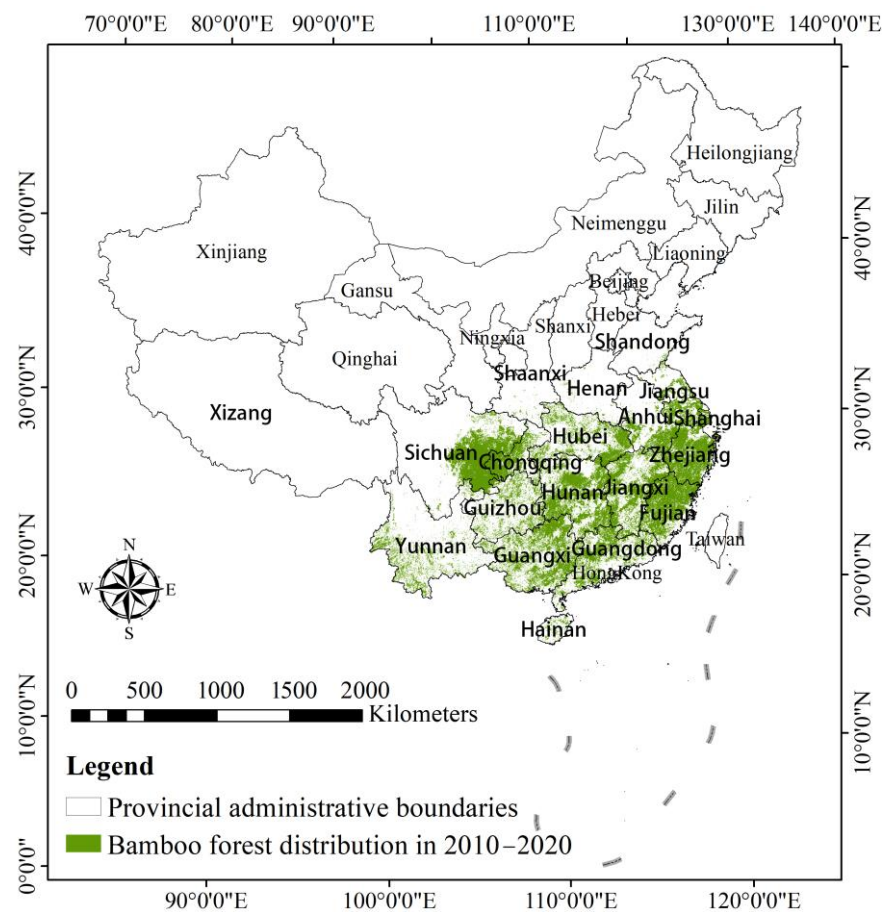 70°0'0"E 80°0'0"E 90°0'0"E 110°0'0"E 130°0'0"E 140°0'0"E
Heilongjiang
Jilin
Neimenggu
40°0'0"N
40°0'0"N
Liaoning
Xinjiang
Beijing
Gansu
Hebei
Shanxi
Ningxia
Shandong
Qinghai
Shaanxi
30°0'0"N
Henan
Jiangsu
Xizang
30°0'0"N
Anhui
Shanghai
Hubei
Sichuan
Zhejiang
Chongqing
Hunan
Jiangxi
Guizhou
Fujian
Taiwan
Yunnan
Guangxi
Guangdong
20°0'0"N
N
20°0'0"N
HongKong
W E
S
Hainan
0 500 1000 1500 2000
Kilometers
10°0'0"N
10°0'0"N
Legend
Provincial administrative boundaries
Bamboo forest distribution in 2010–2020
0°0'0"
90°0'0"E 100°0'0"E 110°0'0"E 120°0'0"E